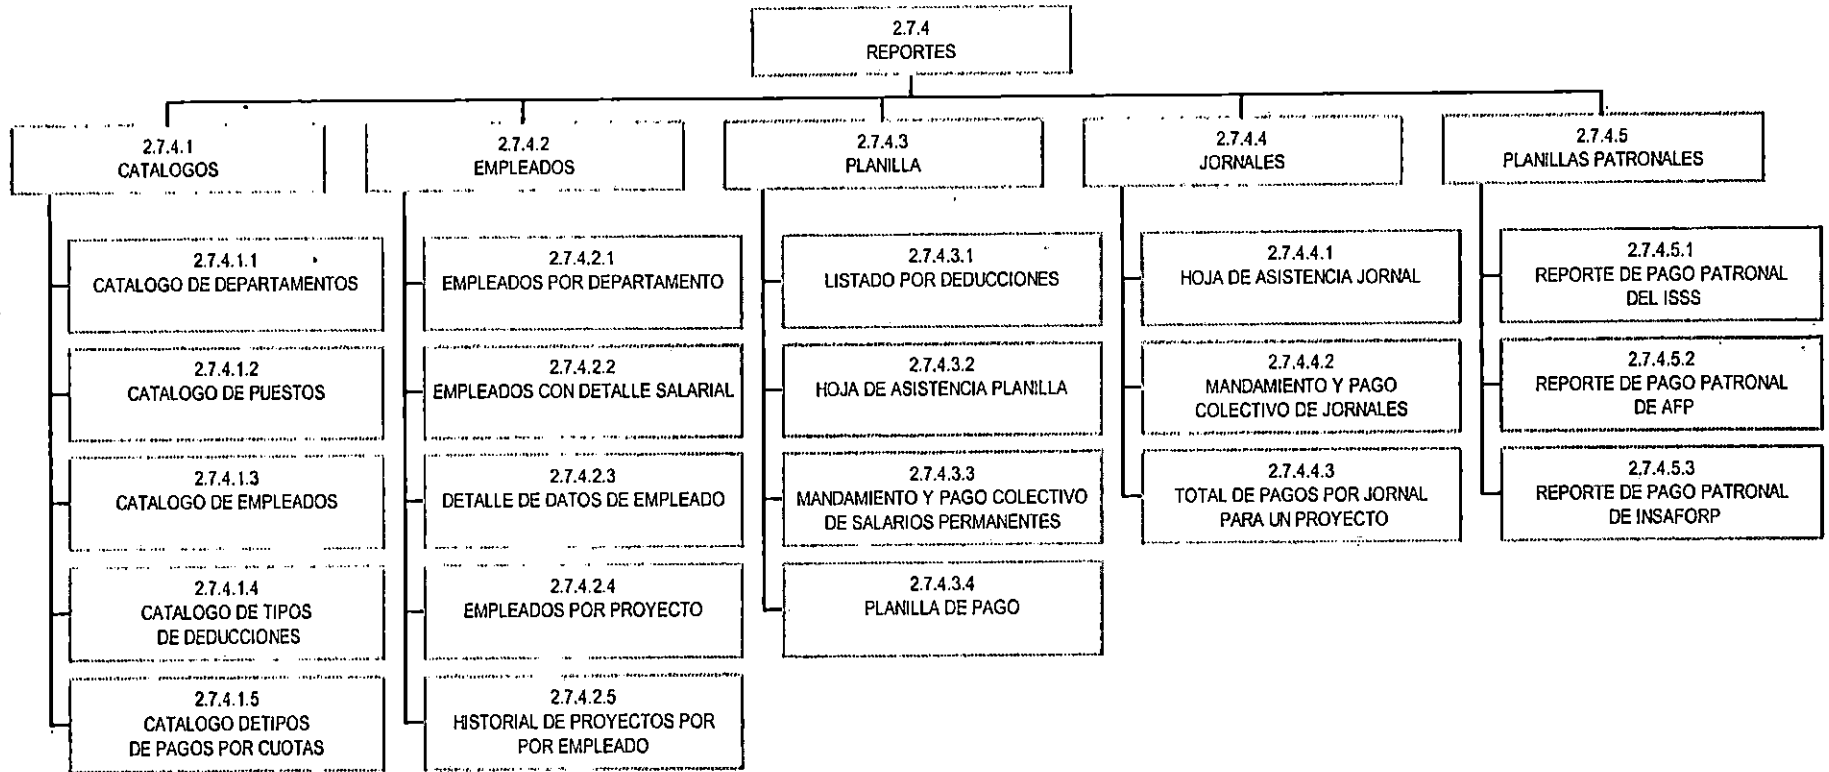 2.7.4
REPORTES
2.7.4.1
CATALOGOS
2.7.4.2
EMPLEADOS
2.7.4.3
PLANILLA
2.7.4.4
JORNALES
2.7.4.5
PLANILLAS PATRONALES
2.7.4.1.1
CATALOGO DE DEPARTAMENTOS
2.7.4.1.2
CATALOGO DE PUESTOS
2.7.4.1.3
CATALOGO DE EMPLEADOS
2.7.4.1.4
CATALOGO DE TIPOS
DE DEDUCCIONES
2.7.4.1.5
CATALOGO DETIPOS
DE PAGOS POR CUOTAS
2.7.4.2.1
EMPLEADOS POR DEPARTAMENTO
2.7.4.2.2
EMPLEADOS CON DETALLE SALARIAL
2.7.4.2.3
DETALLE DE DATOS DE EMPLEADO
2.7.4.2.4
EMPLEADOS POR PROYECTO
2.7.4.2.5
HISTORIAL DE PROYECTOS POR
POR EMPLEADO
2.7.4.3.1
LISTADO POR DEDUCCIONES
2.7.4.3.2
HOJA DE ASISTENCIA PLANILLA
2.7.4.3.3
MANDAMIENTO Y PAGO COLECTIVO
DE SALARIOS PERMANENTES
2.7.4.3.4
PLANILLA DE PAGO
2.7.4.4.1
HOJA DE ASISTENCIA JORNAL
2.7.4.4.2
MANDAMIENTO Y PAGO
COLECTIVO DE JORNALES
2.7.4.4.3
TOTAL DE PAGOS POR JORNAL
PARA UN PROYECTO
2.7.4.5.1
REPORTE DE PAGO PATRONAL
DEL ISSS
2.7.4.5.2
REPORTE DE PAGO PATRONAL
DE AFP
2.7.4.5.3
REPORTE DE PAGO PATRONAL
DE INSAFORP